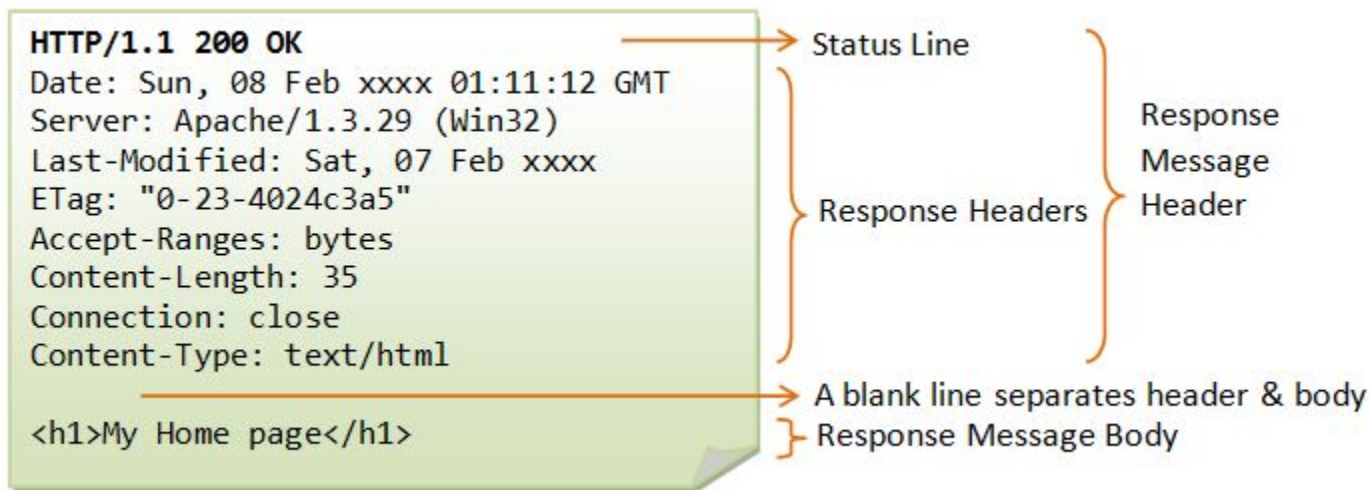 HTTP/1.1 200 OK
Date: Sun, 08 Feb xxxx 01:11:12 GMT
Server: Apache/1.3.29 (Win32)
Last-Modified: Sat, 07 Feb xxxx
ETag: "0-23-4024c3a5"
Accept-Ranges: bytes
Content-Length: 35
Connection: close
Content-Type: text/html
<h1>My Home page</h1>
Status Line
Response Headers
Response
Message
Header
A blank line separates header & body
Response Message Body